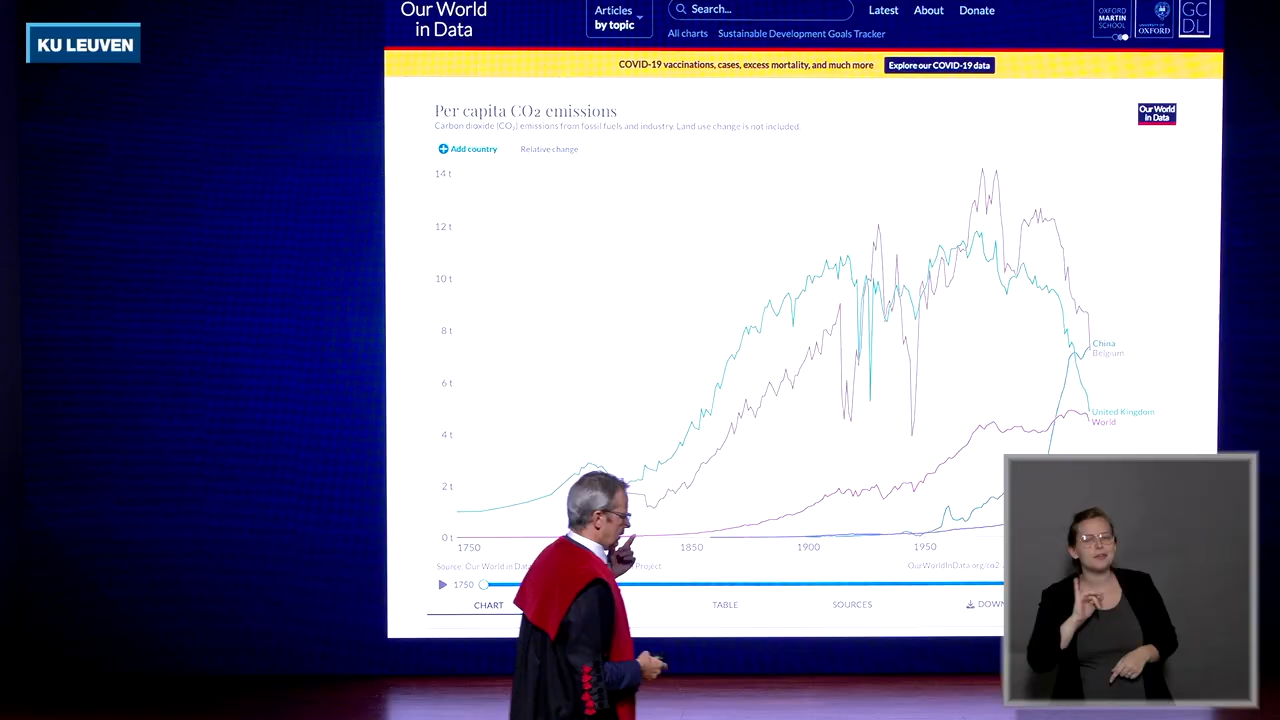 KU LEUVEN
Our World
in Data
Articles
by topic
Search...
Latest
About
Donate
All charts
Sustainable Development Goals Tracker
OXFORD
MARTIN
SCHOOL
UNIVERSITY OF
OXFORD
GC
DL
COVID-19 vaccinations, cases, excess mortality, and much more
Explore our COVID-19 data
Per capita CO₂ emissions
Carbon dioxide (CO₂) emissions from fossil fuels and industry. Land use change is not included.
Our World
in Data
Add country
Relative change
14 t
12 t
10 t
8 t
6 t
4 t
2 t
0 t
China
Belgium
United Kingdom
World
1750
1850
1900
1950
Source: Our World in Data
Project
OurWorldInData.org/co2
1750
CHART
TABLE
SOURCES
DOWN